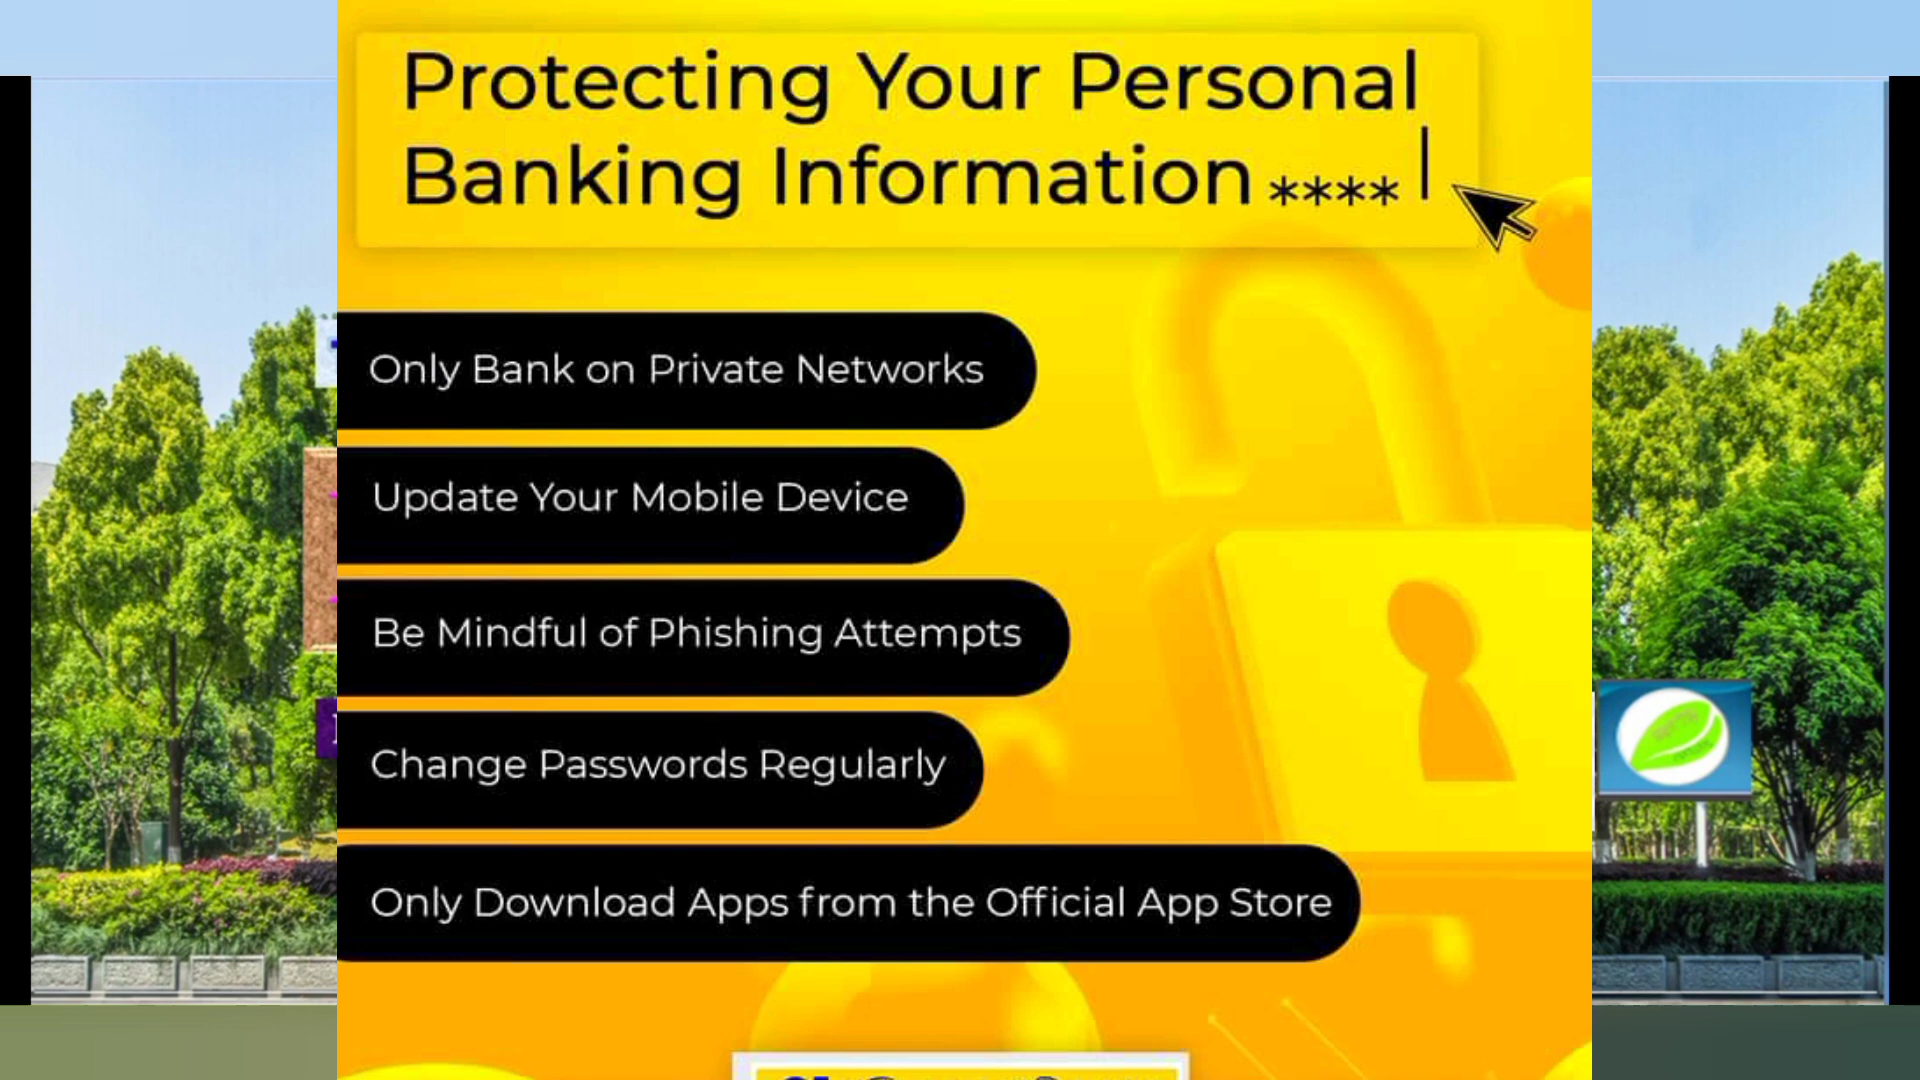 Protecting Your Personal
Banking Information ****
Only Bank on Private Networks
Update Your Mobile Device
Be Mindful of Phishing Attempts
Change Passwords Regularly
Only Download Apps from the Official App Store